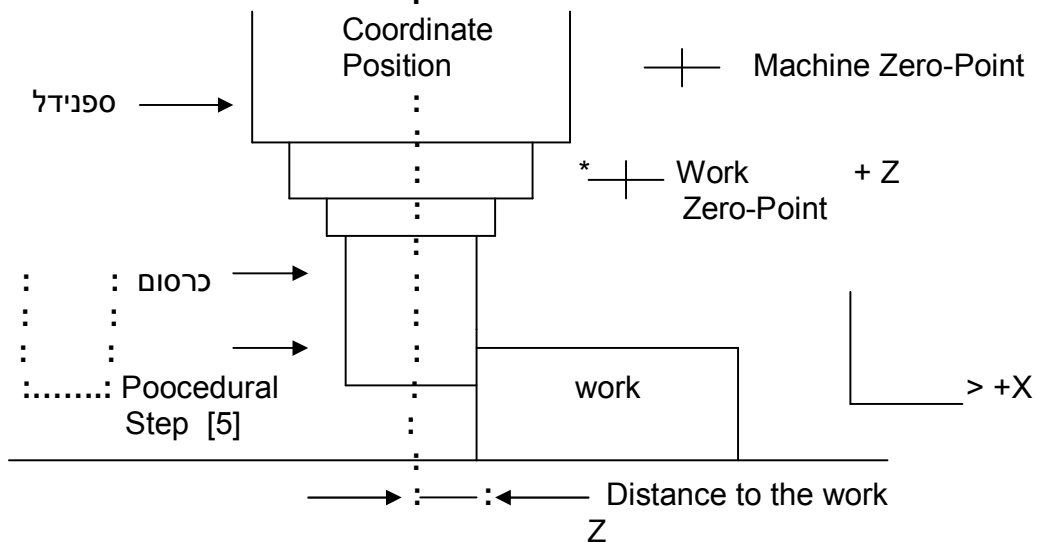 Coordinate
Position
Machine Zero-Point
ספנידל
* Work + Z
Zero-Point
כרסום
Poocedural
Step [5]
work
> +X
Distance to the work
Z